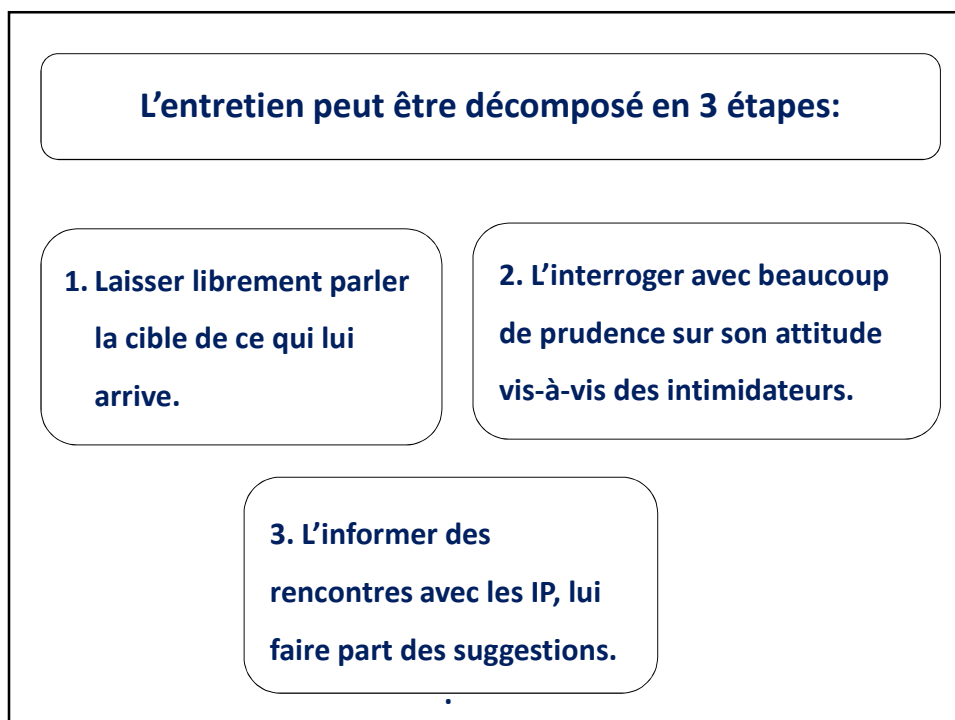 L’entretien peut être décomposé en 3 étapes:
1. Laisser librement parler
la cible de ce qui lui
arrive.
2. L’interroger avec beaucoup
de prudence sur son attitude
vis-à-vis des intimidateurs.
3. L’informer des
rencontres avec les IP, lui
faire part des suggestions.
.